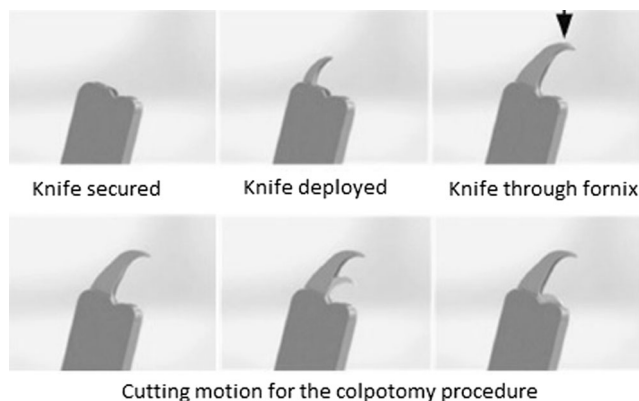 Knife secured
Knife deployed
Knife through fornix
Cutting motion for the colpotomy procedure